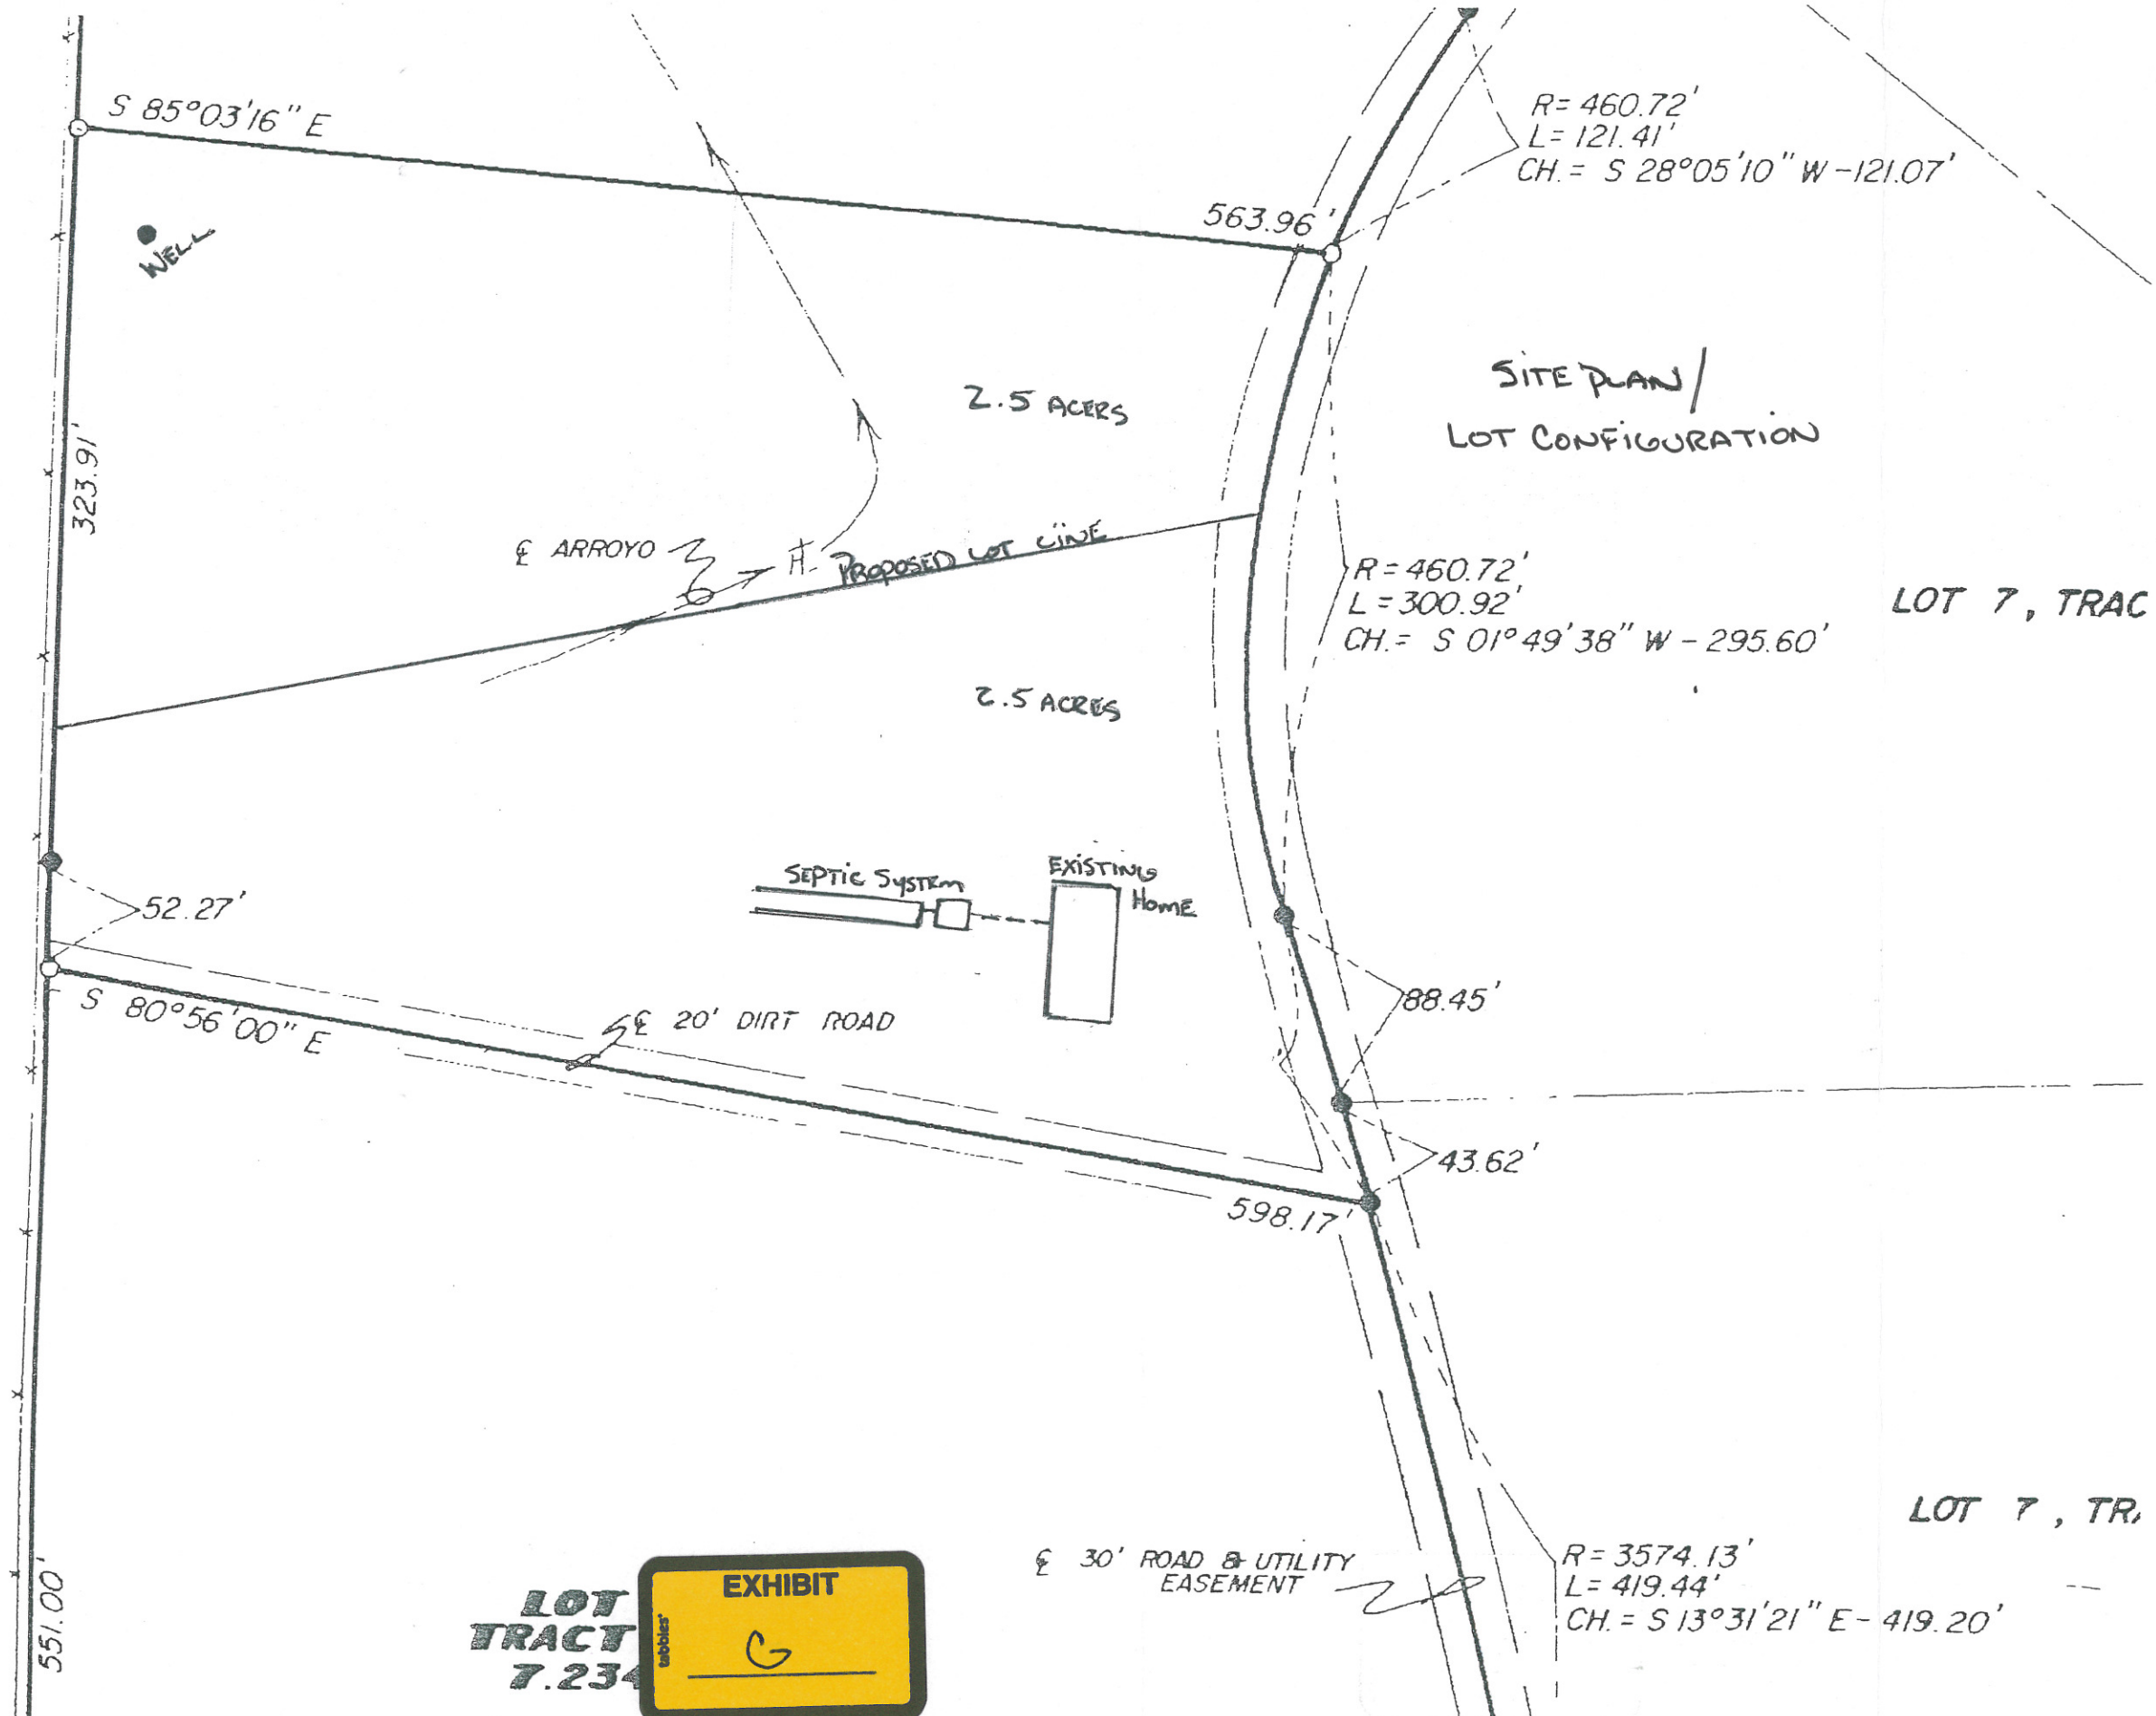 S 85°03'16" E
R= 460.72'
L= 121.41'
CH.= S 28°05'10" W -121.07'
563.96'
WELL
SITE PLAN/
LOT CONFIGURATION
2.5 ACERS
323.91'
℄ ARROYO
PROPOSED LOT LINE
R= 460.72'
L= 300.92'
CH.= S 01°49'38" W - 295.60'
LOT 7, TRAC
2.5 ACRES
SEPTIC SYSTEM
EXISTING
HOME
52.27'
S 80°56'00" E
℄ 20' DIRT ROAD
88.45'
43.62'
598.17'
LOT 7, TR
551.00'
℄ 30' ROAD & UTILITY
EASEMENT
R= 3574.13'
L= 419.44'
CH.= S 13°31'21" E - 419.20'
LOT
TRACT
7.234
EXHIBIT
tabbies'
G